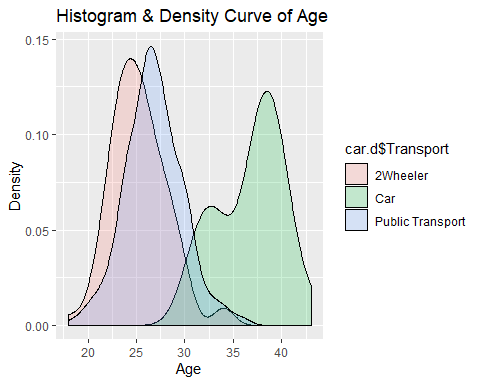 Histogram & Density Curve of Age
0.15
0.10
0.05
0.00
Density
20 25 30 35 40
Age
car.d$Transport
2Wheeler
Car
Public Transport